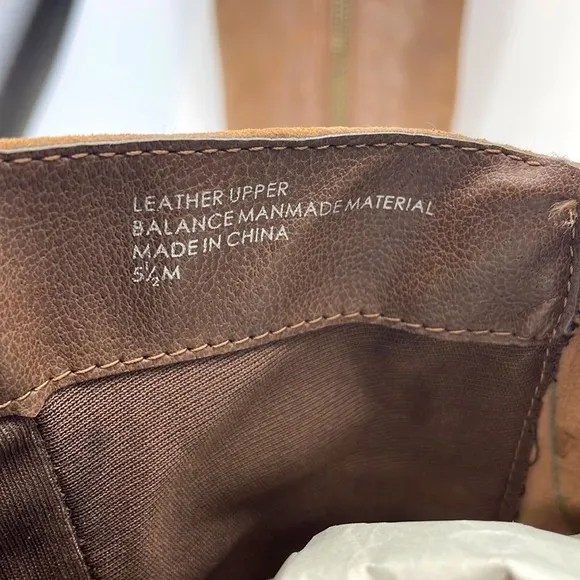 LEATHER UPPER
BALANCE MANMADE MATERIAL
MADE IN CHINA
5½M